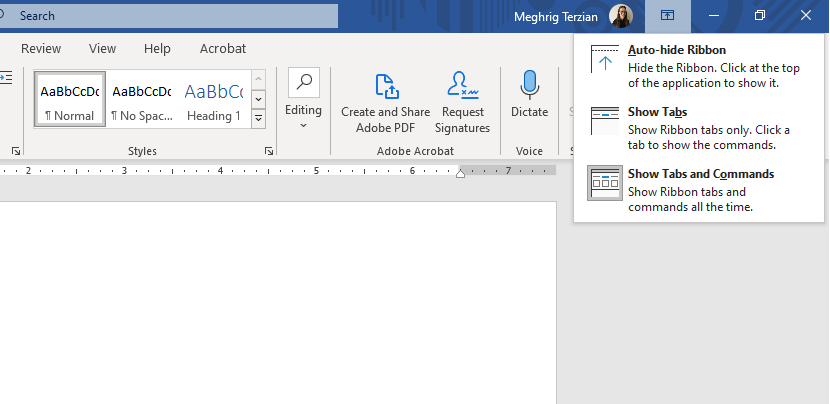 Search
Meghrig Terzian
Review View Help Acrobat
AaBbCcDc AaBbCcDc AaBbCc
¶ Normal ¶ No Spac... Heading 1
Editing
Create and Share
Adobe PDF
Request
Signatures
Dictate
Styles
Adobe Acrobat
Voice
2 3 4 5 6 7
Auto-hide Ribbon
Hide the Ribbon. Click at the top
of the application to show it.
Show Tabs
Show Ribbon tabs only. Click a
tab to show the commands.
Show Tabs and Commands
Show Ribbon tabs and
commands all the time.